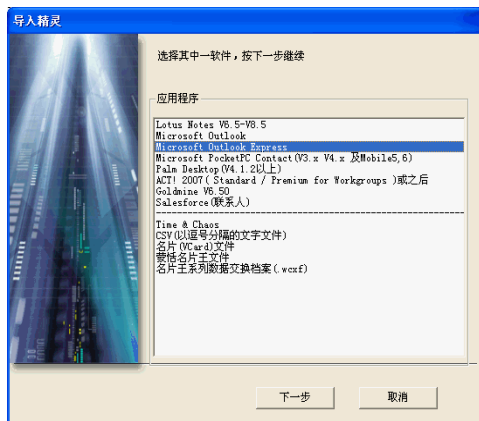 导入精灵
选择其中一软件，按下一步继续
应用程序
Lotus Notes V6.5-V8.5
Microsoft Outlook
Microsoft Outlook Express
Microsoft PocketPC Contact(V3.x V4.x 及Mobile5,6)
Palm Desktop(V4.1.2以上)
ACT! 2007( Standard / Premium for Workgroups )或之后
Goldmine V6.50
Salesforce(联系人)
Time & Chaos
CSV(以逗号分隔的文字文件)
名片(VCard)文件
蒙恬名片王文件
名片王系列数据交换档案(.wcxf)
下一步
取消